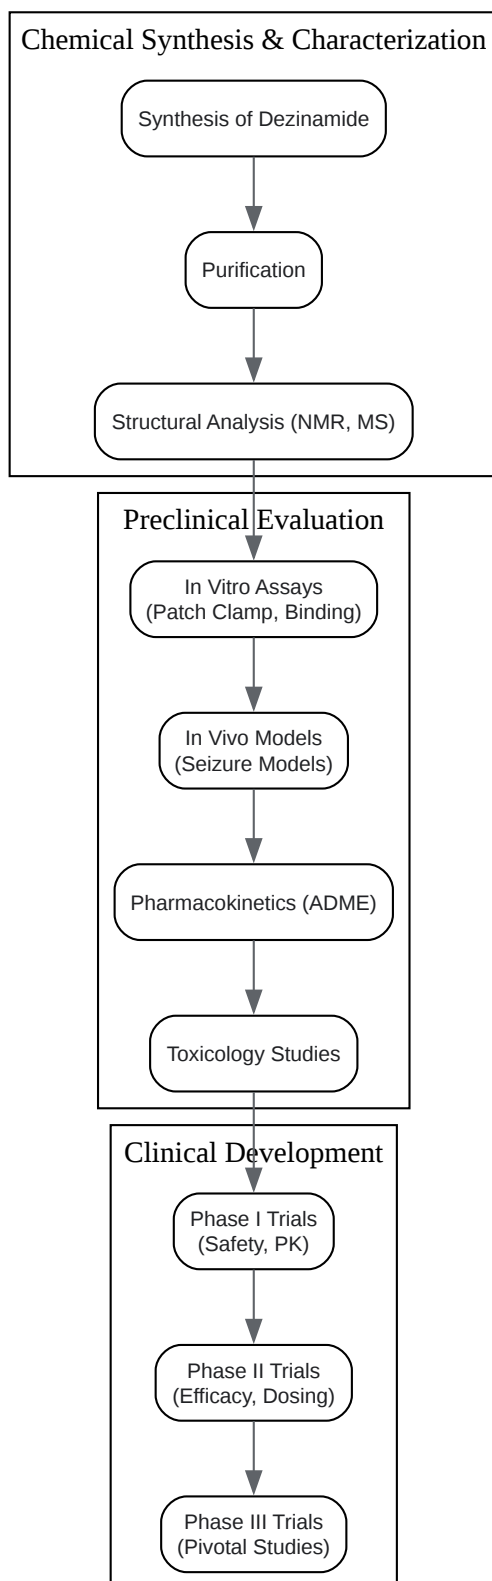 Chemical Synthesis & Characterization
Synthesis of Dezinamide
Purification
Structural Analysis (NMR, MS)
Preclinical Evaluation
In Vitro Assays
(Patch Clamp, Binding)
In Vivo Models
(Seizure Models)
Pharmacokinetics (ADME)
Toxicology Studies
Clinical Development
Phase I Trials
(Safety, PK)
Phase II Trials
(Efficacy, Dosing)
Phase III Trials
(Pivotal Studies)